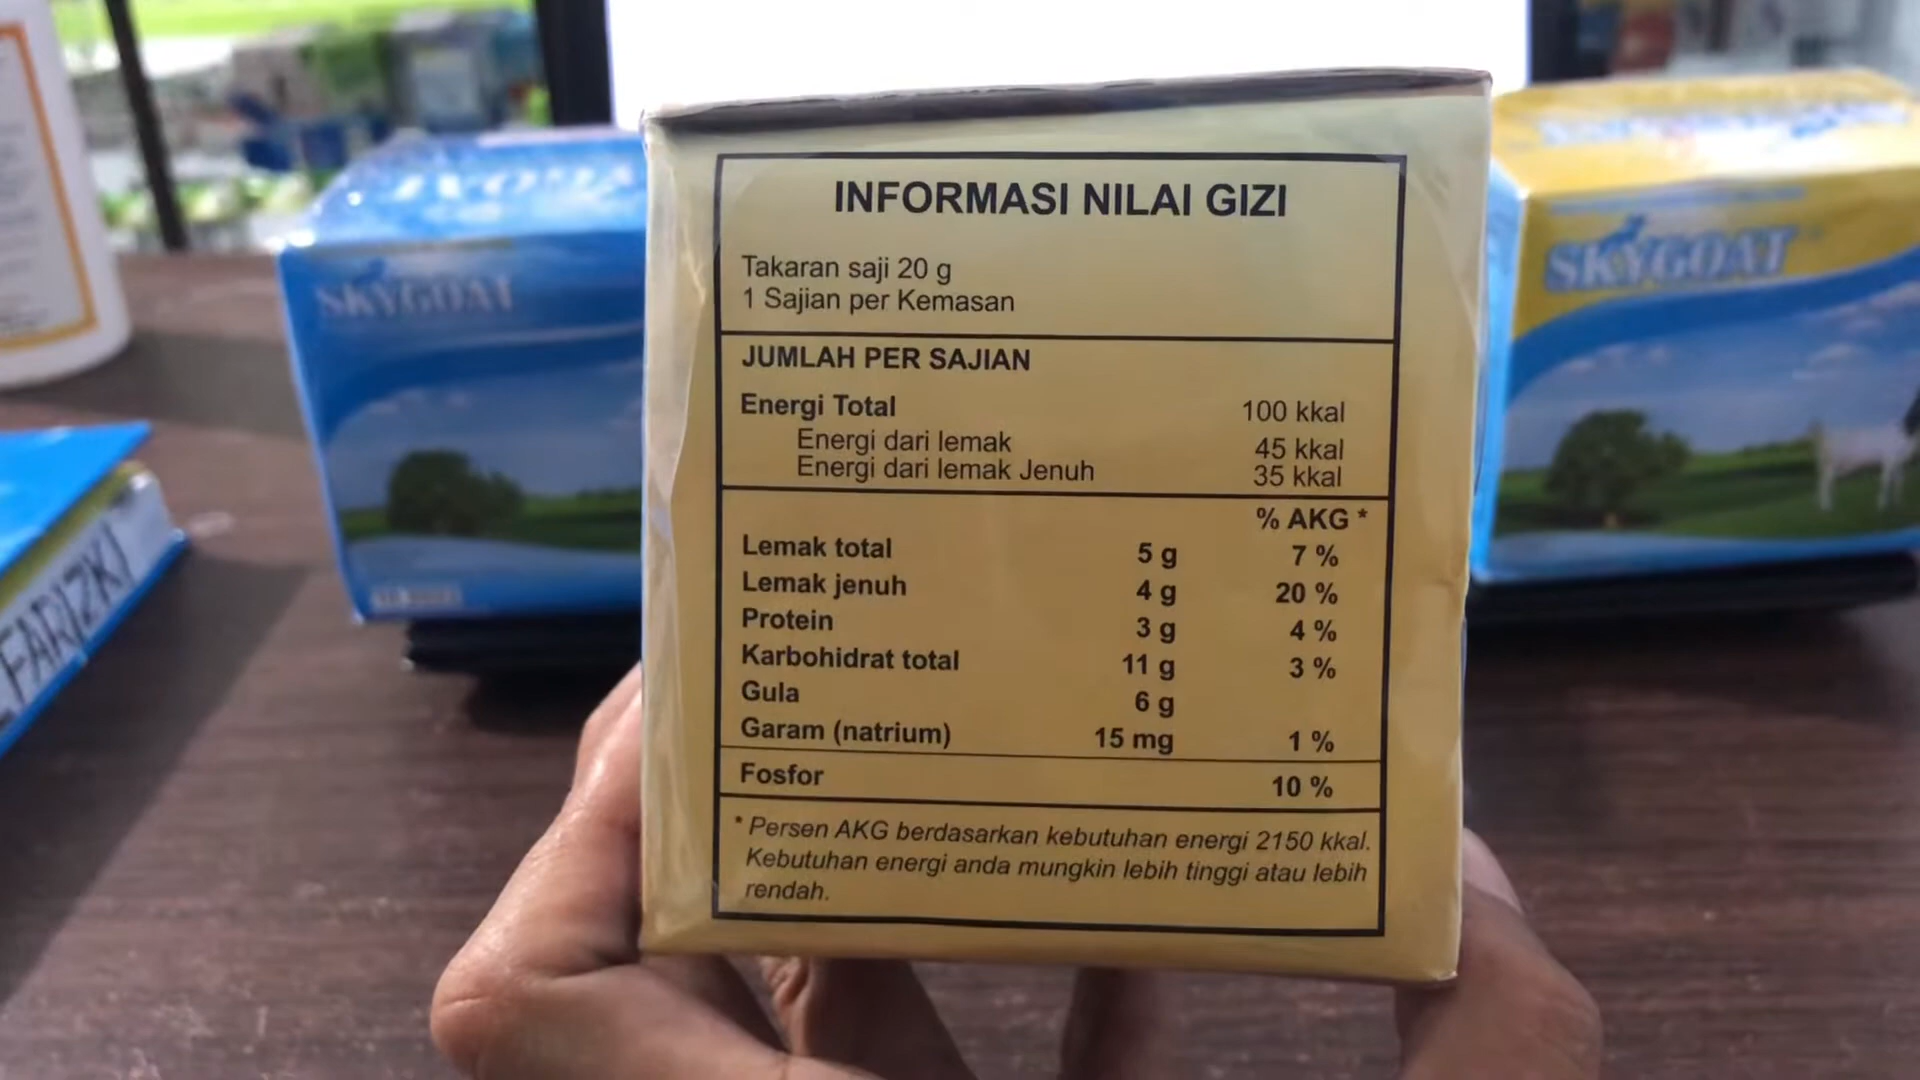 INFORMASI NILAI GIZI
Takaran saji 20 g
1 Sajian per Kemasan
JUMLAH PER SAJIAN
Energi Total 100 kkal
Energi dari lemak 45 kkal
Energi dari lemak Jenuh 35 kkal
% AKG *
Lemak total 5 g 7 %
Lemak jenuh 4 g 20 %
Protein 3 g 4 %
Karbohidrat total 11 g 3 %
Gula 6 g
Garam (natrium) 15 mg 1 %
Fosfor 10 %
* Persen AKG berdasarkan kebutuhan energi 2150 kkal.
Kebutuhan energi anda mungkin lebih tinggi atau lebih
rendah.
SKYGOAT
SKYGOAT
FARIZKI